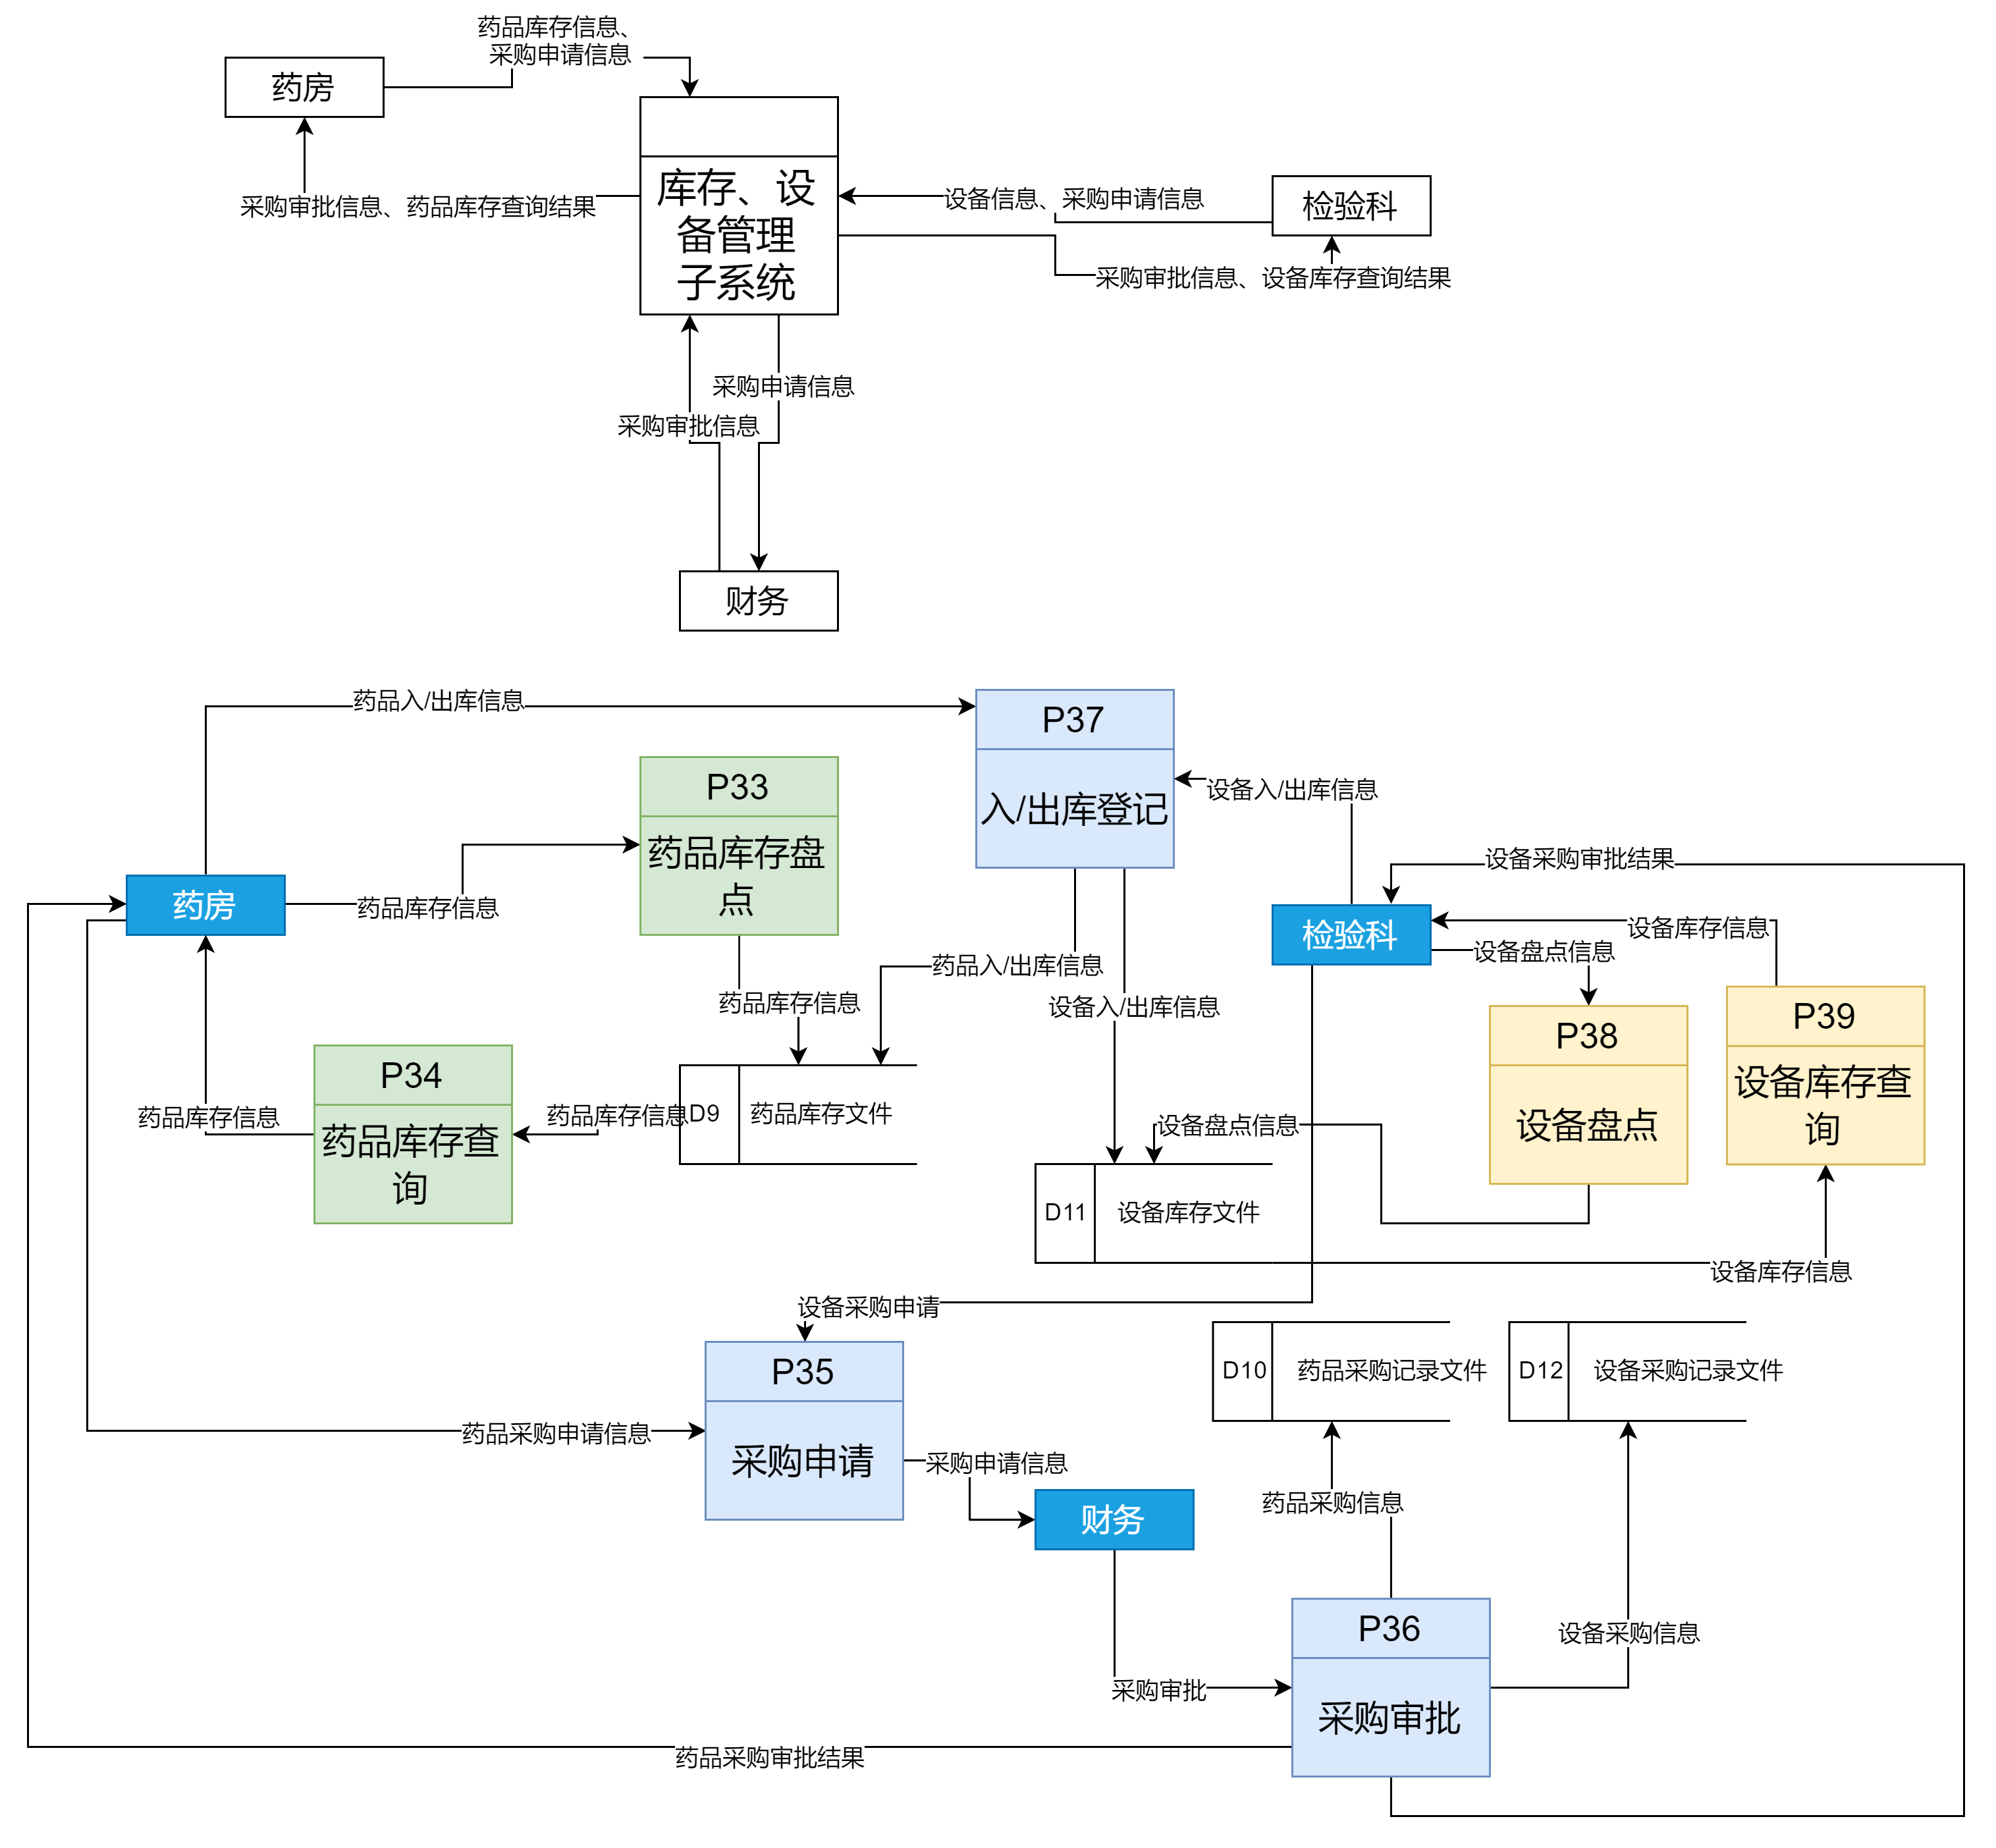 药品库存信息、
采购申请信息
药房
采购审批信息、药品库存查询结果
库存、设
备管理
子系统
设备信息、采购申请信息
检验科
采购审批信息、设备库存查询结果
采购申请信息
采购审批信息
财务
药品入/出库信息
P37
入/出库登记
P33
药品库存盘
点
设备入/出库信息
设备采购审批结果
药房
药品库存信息
检验科
设备库存信息
设备盘点信息
药品入/出库信息
药品库存信息
设备入/出库信息
P39
设备库存查
询
P38
设备盘点
P34
药品库存查
询
药品库存信息
药品库存信息
D9
药品库存文件
设备盘点信息
D11
设备库存文件
设备库存信息
设备采购申请
P35
采购申请
D10
药品采购记录文件
D12
设备采购记录文件
药品采购申请信息
采购申请信息
财务
药品采购信息
P36
采购审批
设备采购信息
采购审批
药品采购审批结果